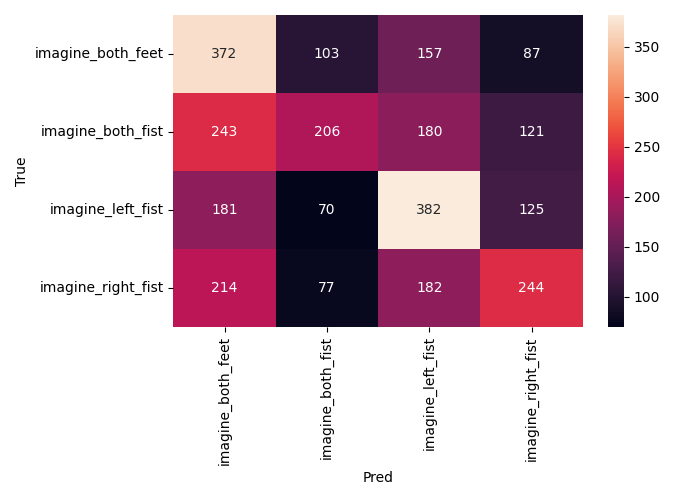 imagine_both_feet 372 103 157 87
imagine_both_fist 243 206 180 121
imagine_left_fist 181 70 382 125
imagine_right_fist 214 77 182 244
True
imagine_both_feet
imagine_both_fist
imagine_left_fist
imagine_right_fist
Pred
350
300
250
200
150
100